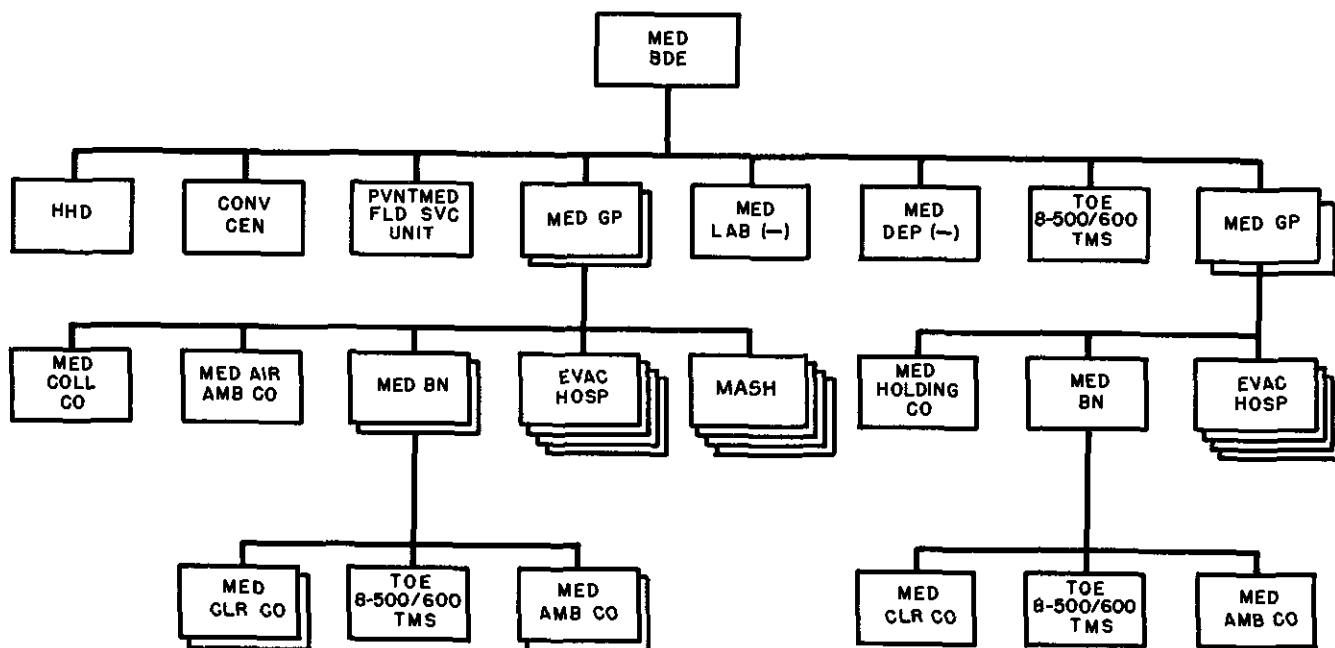 MED
BDE
HHD
CONV
CEN
PVNTMED
FLD SVC
UNIT
MED GP
MED
LAB (—)
MED
DEP (—)
TOE
8-500/600
TMS
MED GP
MED
COLL
CO
MED AIR
AMB CO
MED BN
EVAC
HOSP
MASH
MED
HOLDING
CO
MED
BN
EVAC
HOSP
MED
CLR CO
TOE
8-500/600
TMS
MED
AMB CO
MED
CLR CO
TOE
8-500/600
TMS
MED
AMB CO